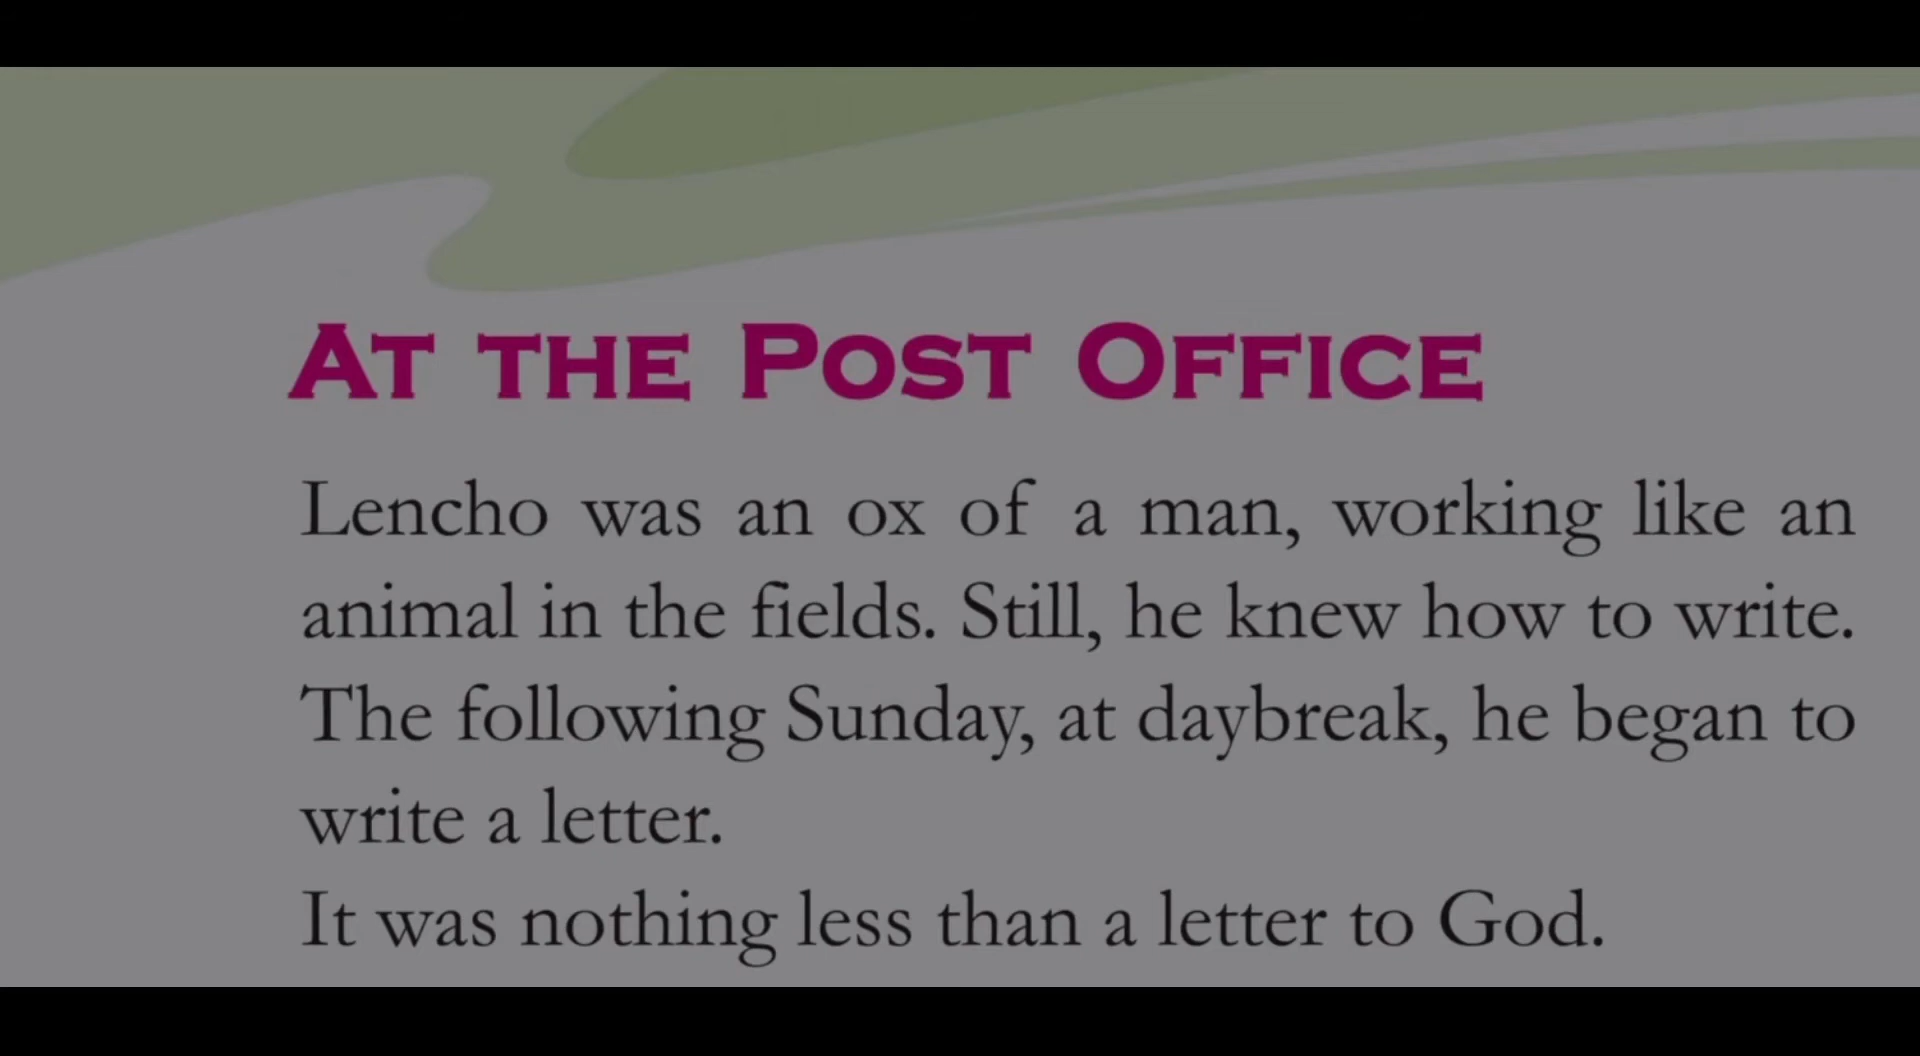 AT THE POST OFFICE
Lencho was an ox of a man, working like an
animal in the fields. Still, he knew how to write.
The following Sunday, at daybreak, he began to
write a letter.
It was nothing less than a letter to God.